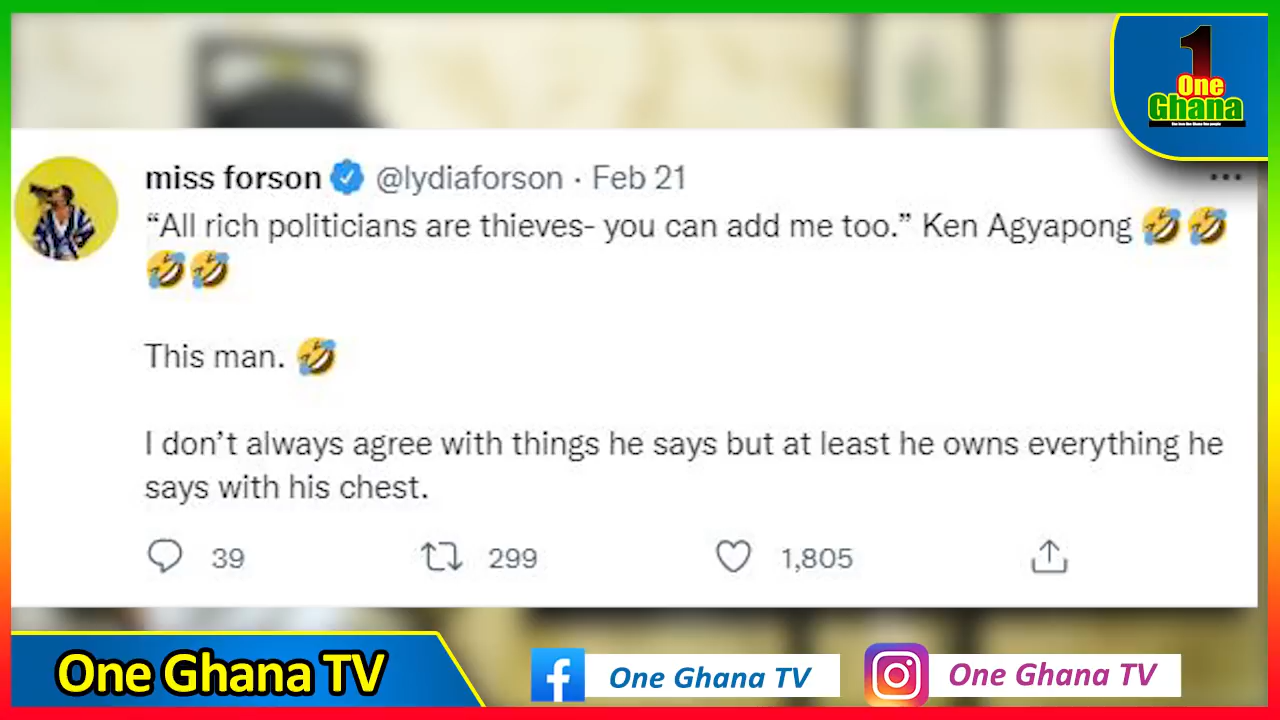 1
One
Ghana
miss forson @lydiaforson · Feb 21
“All rich politicians are thieves- you can add me too.” Ken Agyapong 🤣🤣
🤣🤣
This man. 🤣
I don’t always agree with things he says but at least he owns everything he
says with his chest.
39 299 1,805
One Ghana TV
One Ghana TV
One Ghana TV